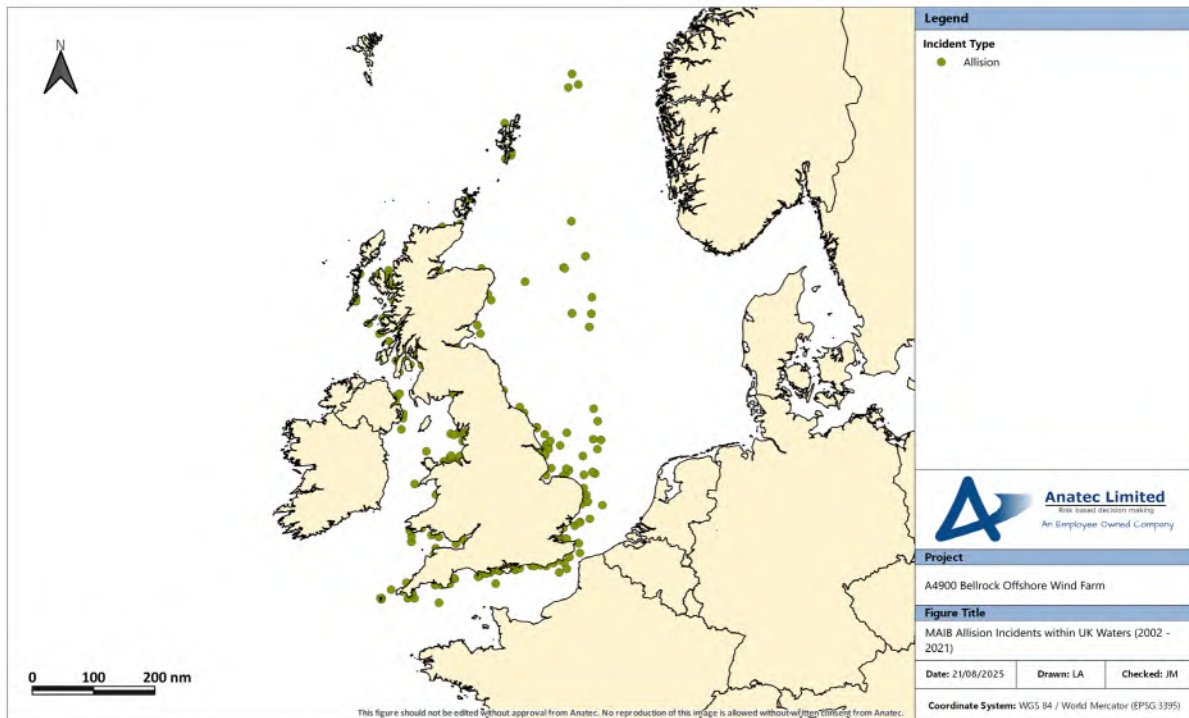 N
0 100 200 nm
This figure should not be edited without approval from Anatec. No reproduction of this image is allowed without written consent from Anatec.
Legend
Incident Type
Allision
Anatec Limited
Risk based decision making
An Employee Owned Company
Project
A4900 Bellrock Offshore Wind Farm
Figure Title
MAIB Allision Incidents within UK Waters (2002 -
2021)
Date: 21/08/2025 Drawn: LA Checked: JM
Coordinate System: WGS 84 / World Mercator (EPSG 3395)